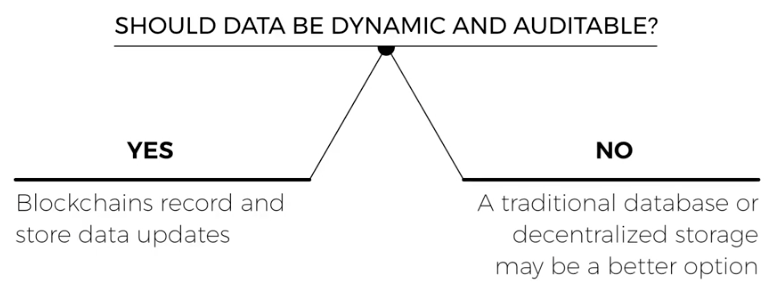 SHOULD DATA BE DYNAMIC AND AUDITABLE?
YES
Blockchains record and
store data updates
NO
A traditional database or
decentralized storage
may be a better option